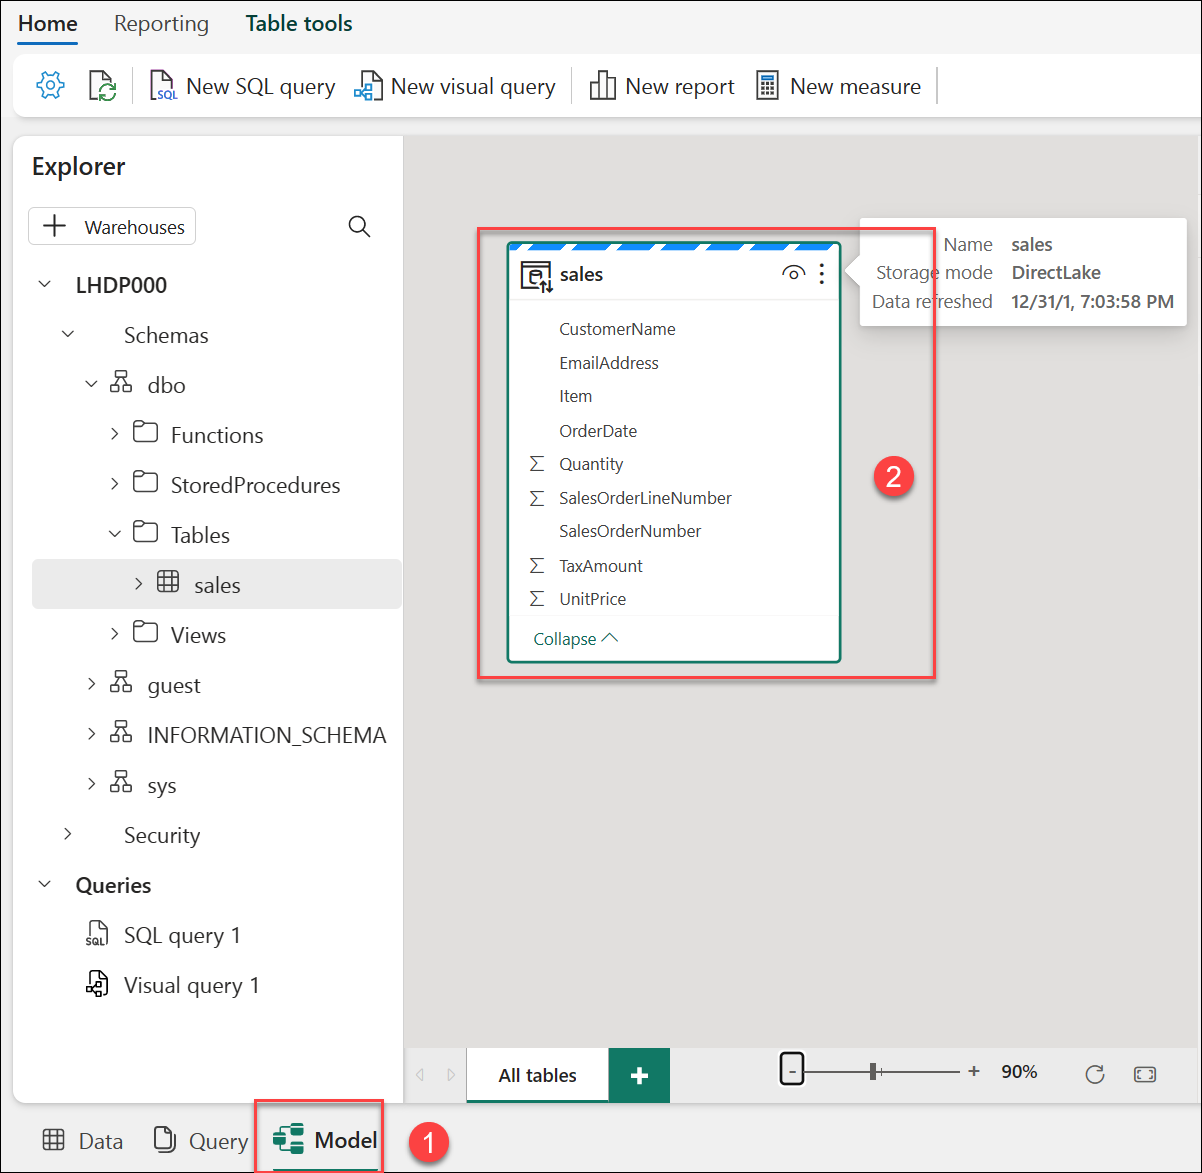 Home Reporting Table tools
New SQL query New visual query New report New measure
Explorer
Warehouses
LHDP000
Schemas
dbo
Functions
StoredProcedures
Tables
sales
Views
guest
INFORMATION_SCHEMA
sys
Security
Queries
SQL query 1
Visual query 1
sales
CustomerName
EmailAddress
Item
OrderDate
Σ Quantity
Σ SalesOrderLineNumber
SalesOrderNumber
Σ TaxAmount
Σ UnitPrice
Collapse
Name sales
Storage mode DirectLake
Data refreshed 12/31/1, 7:03:58 PM
2
All tables + - + 90%
Data Query Model 1